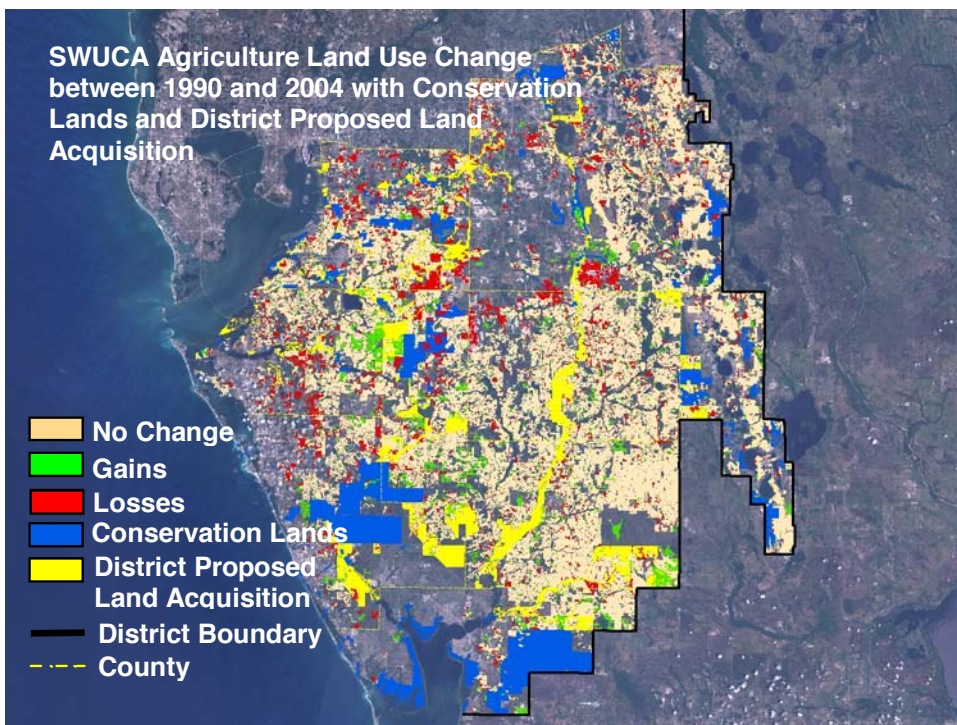 SWUCA Agriculture Land Use Change
between 1990 and 2004 with Conservation
Lands and District Proposed Land
Acquisition
No Change
Gains
Losses
Conservation Lands
District Proposed
Land Acquisition
District Boundary
County